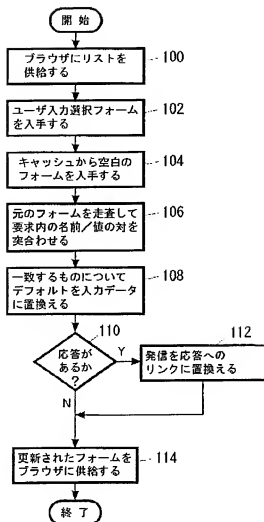 開始
ブラウザにリストを
供給する
100
ユーザ入力選択フォーム
を入手する
102
キャッシュから空白の
フォームを入手する
104
元のフォームを走査して
要求内の名前/値の対を
突合わせる
106
一致するものについて
デフォルトを入力データ
に置換える
108
110
応答が
あるか
?
Y
N
112
発信を応答への
リンクに置換える
更新されたフォームを
ブラウザに供給する
114
終了